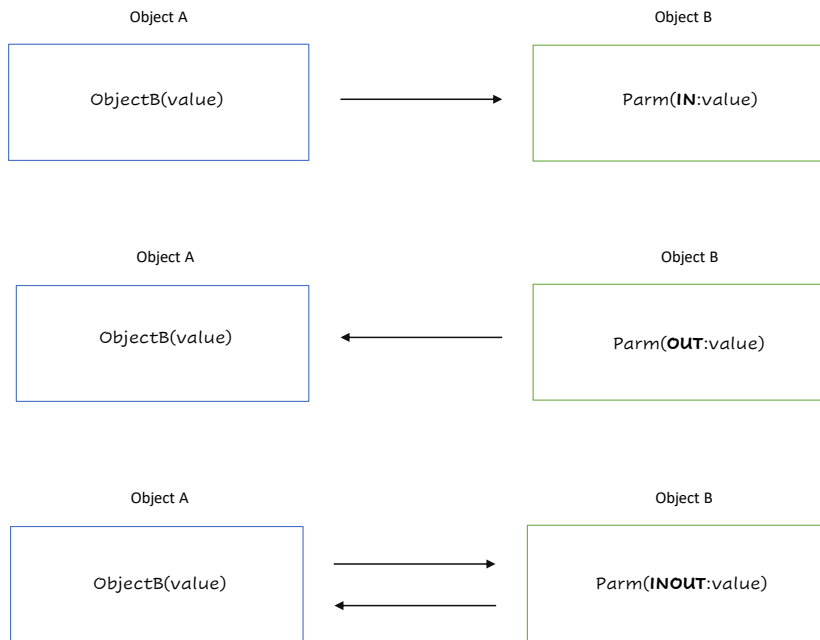 Object A
Object B
ObjectB(value)
Parm(IN:value)
Object A
Object B
ObjectB(value)
Parm(OUT:value)
Object A
Object B
ObjectB(value)
Parm(INOUT:value)